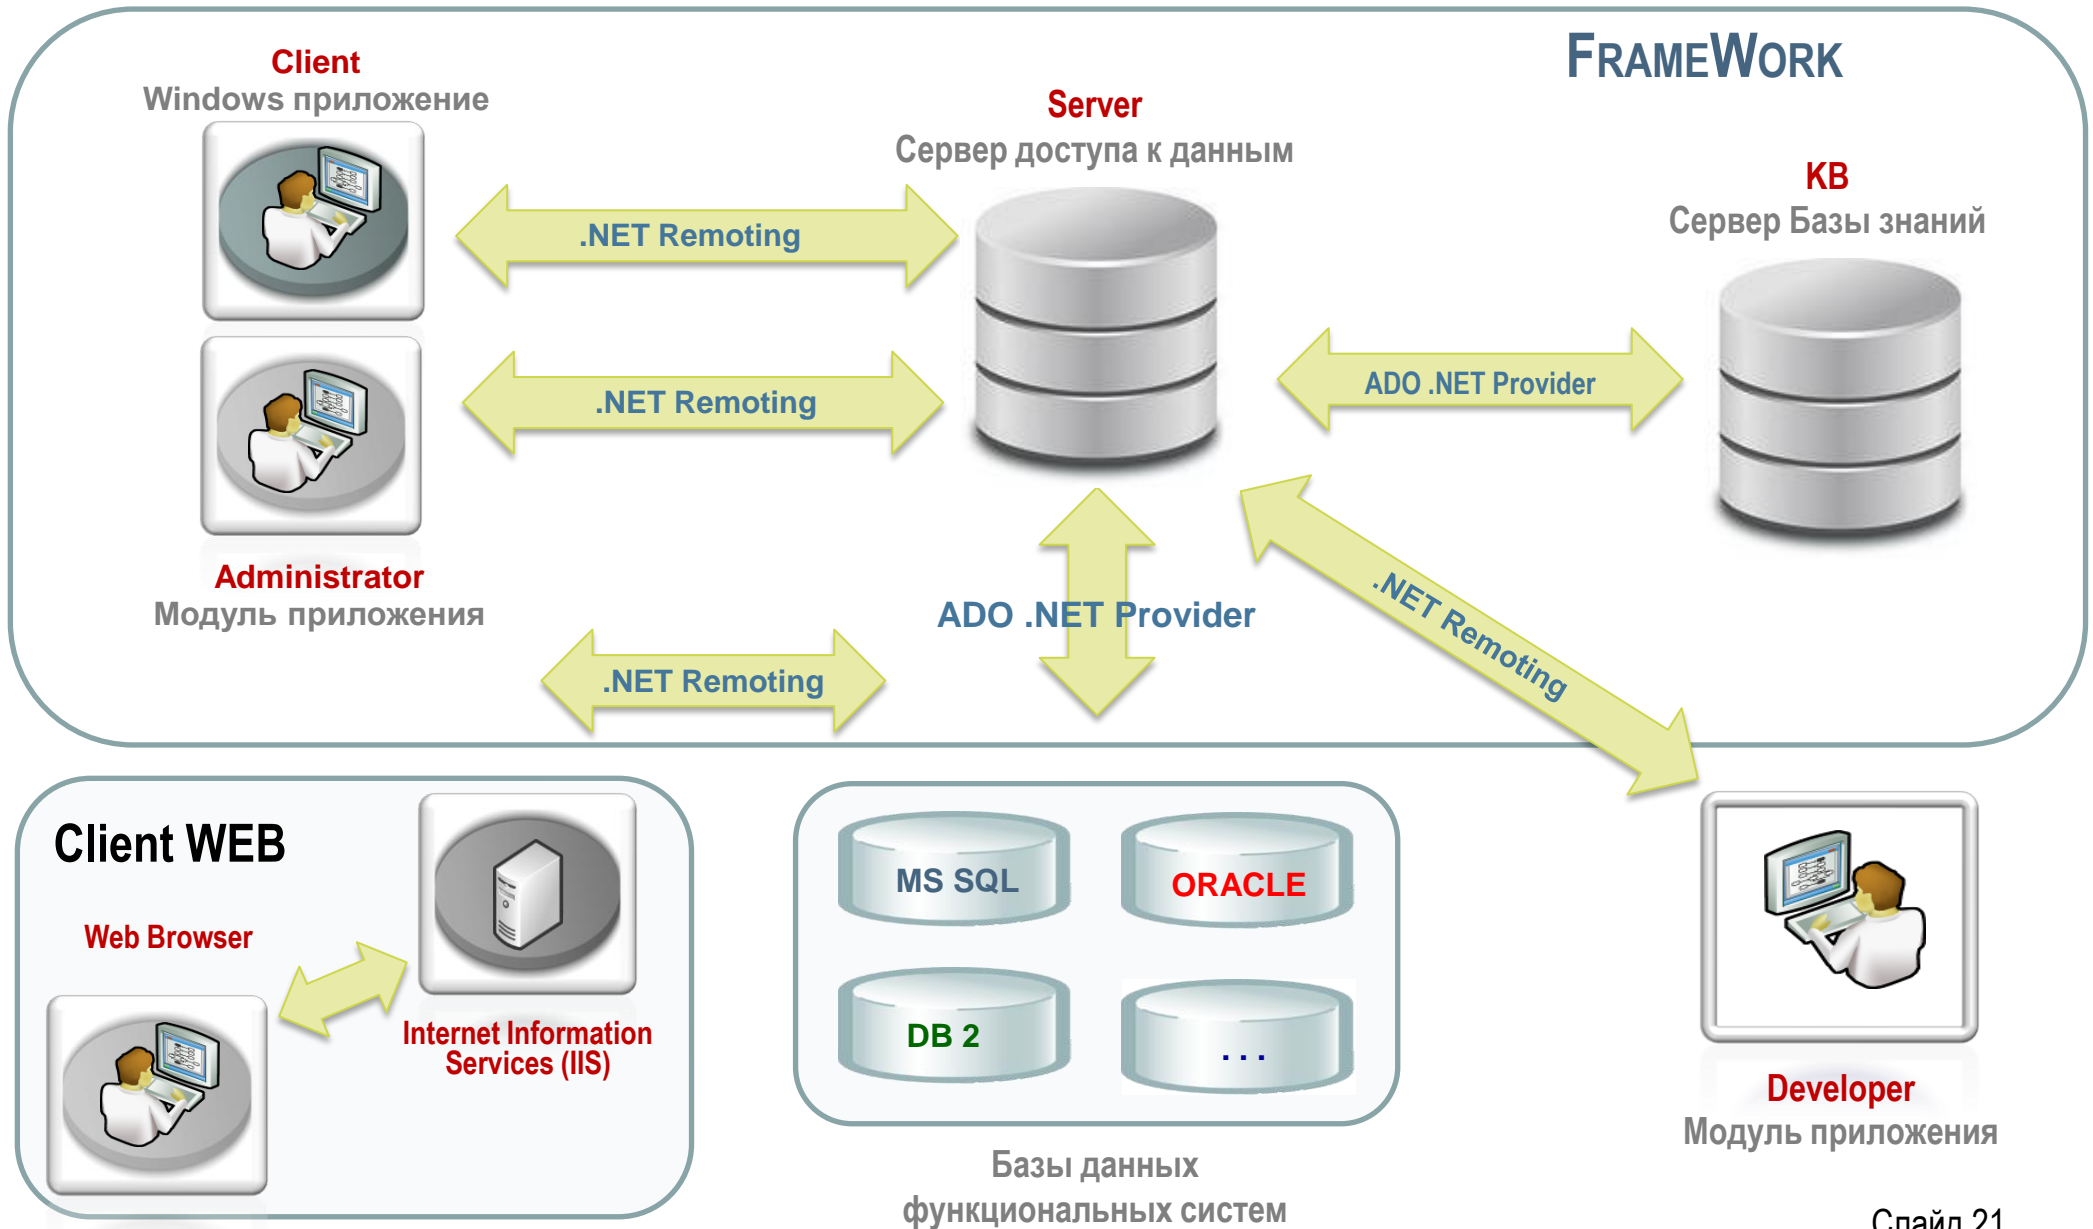 FRAMEWORK
Client
Windows приложение
Server
Сервер доступа к данным
KB
Сервер Базы знаний
.NET Remoting
ADO .NET Provider
.NET Remoting
Administrator
Модуль приложения
ADO .NET Provider
.NET Remoting
.NET Remoting
Client WEB
Web Browser
Internet Information
Services (IIS)
MS SQL
ORACLE
DB 2
...
Базы данных
функциональных систем
Developer
Модуль приложения
Слайд 21